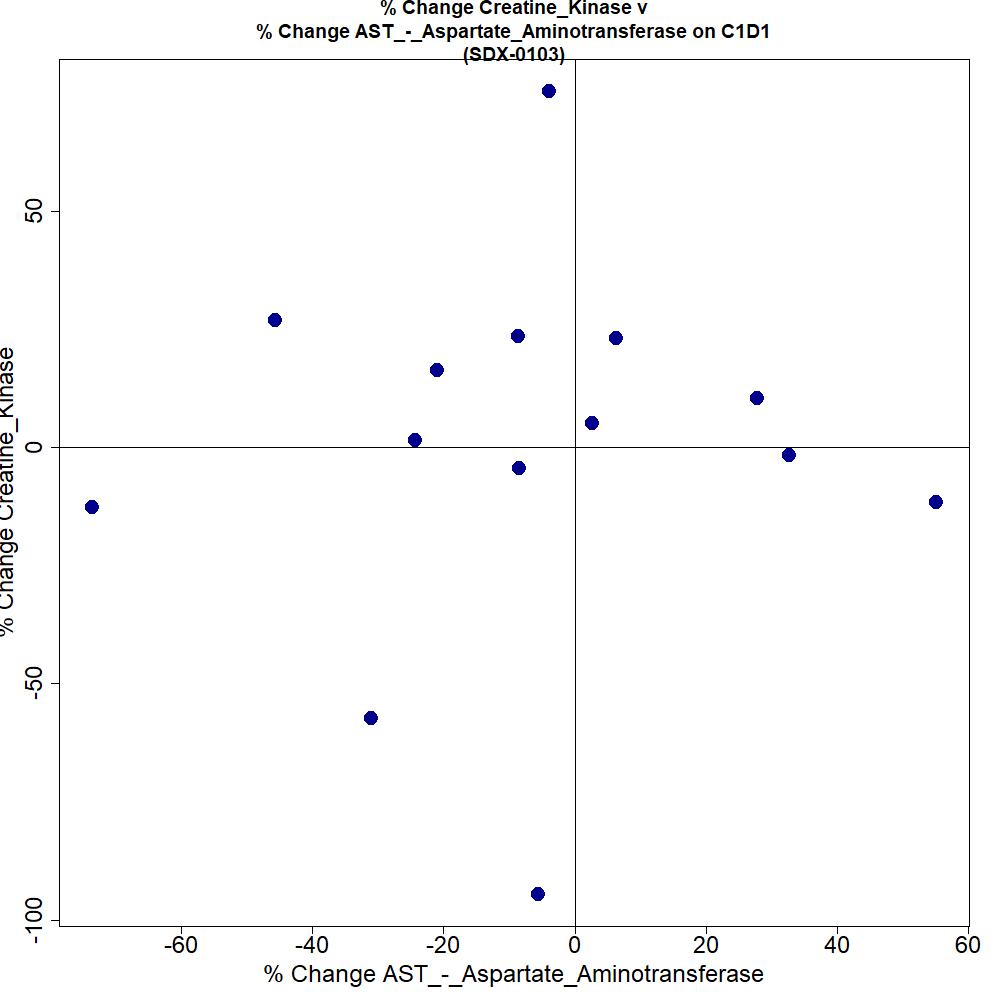 % Change Creatine_Kinase v
% Change AST_-_Aspartate_Aminotransferase on C1D1
(SDX-0103)
% Change Creatine_Kinase
50
0
-50
-100
-60 -40 -20 0 20 40 60
% Change AST_-_Aspartate_Aminotransferase